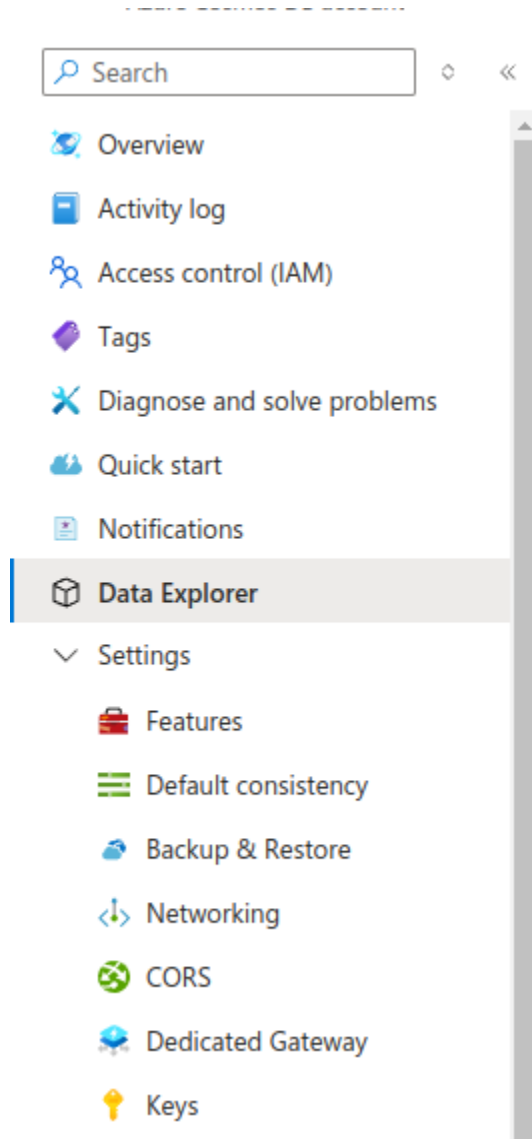 Search
Overview
Activity log
Access control (IAM)
Tags
Diagnose and solve problems
Quick start
Notifications
Data Explorer
Settings
Features
Default consistency
Backup & Restore
Networking
CORS
Dedicated Gateway
Keys